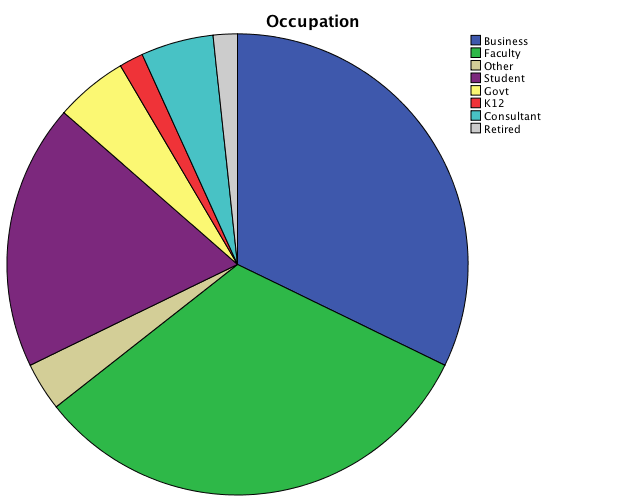 Occupation
Business
Faculty
Other
Student
Govt
K12
Consultant
Retired